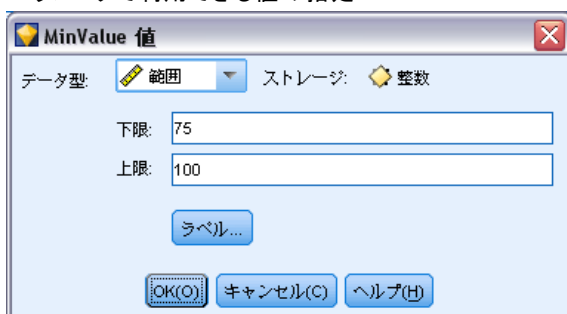 MinValue 値
データ型: 範囲 ストレージ: 整数
下限: 75
上限: 100
ラベル...
OK(O) キャンセル(C) ヘルプ(H)